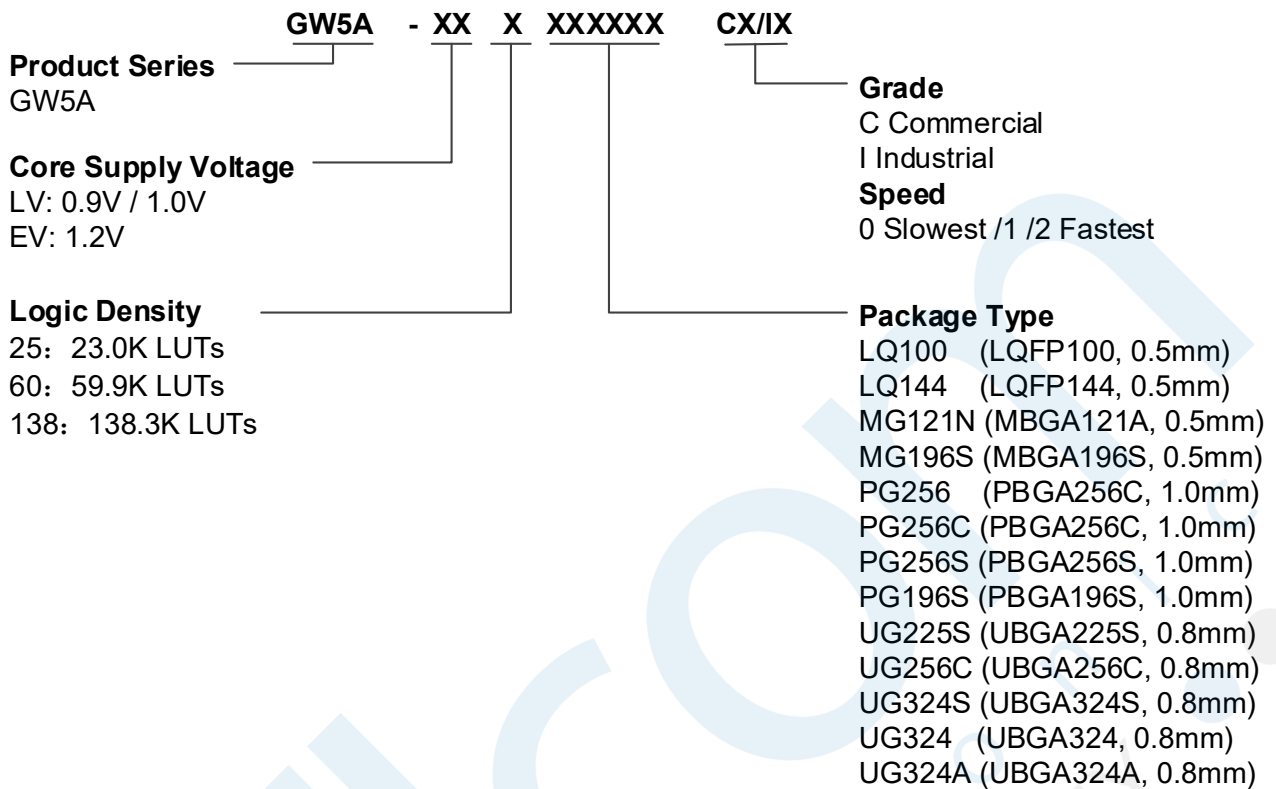 GW5A - XX X XXXXXX CX/IX
Product Series
GW5A
Core Supply Voltage
LV: 0.9V / 1.0V
EV: 1.2V
Logic Density
25：23.0K LUTs
60：59.9K LUTs
138：138.3K LUTs
Grade
C Commercial
I Industrial
Speed
0 Slowest /1 /2 Fastest
Package Type
LQ100 (LQFP100, 0.5mm)
LQ144 (LQFP144, 0.5mm)
MG121N (MBGA121A, 0.5mm)
MG196S (MBGA196S, 0.5mm)
PG256 (PBGA256C, 1.0mm)
PG256C (PBGA256C, 1.0mm)
PG256S (PBGA256S, 1.0mm)
PG196S (PBGA196S, 1.0mm)
UG225S (UBGA225S, 0.8mm)
UG256C (UBGA256C, 0.8mm)
UG324S (UBGA324S, 0.8mm)
UG324 (UBGA324, 0.8mm)
UG324A (UBGA324A, 0.8mm)